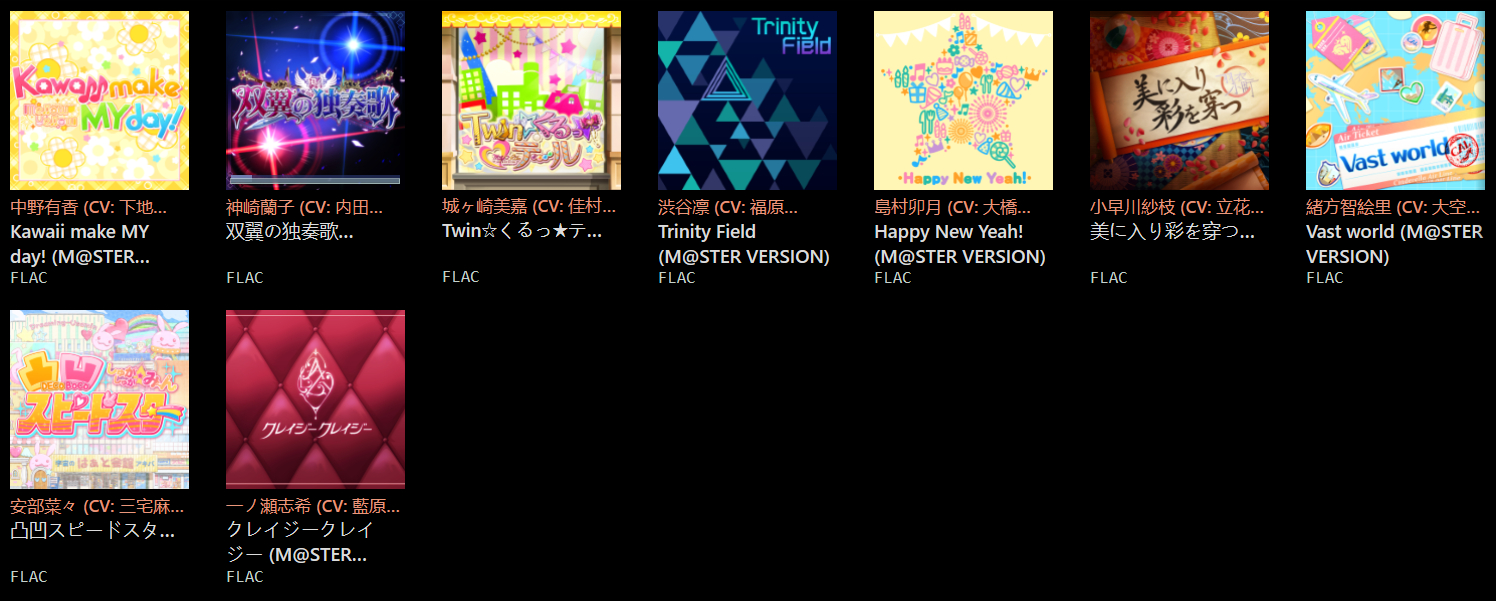 Kawaii make MY day!
双翼の独奏歌
Twin☆くるっ★テール
Trinity Field
Happy New Yeah!
美に入り彩を穿つ
Air Ticket
Vast world
中野有香 (CV: 下地...
Kawaii make MY
day! (M@STER...
FLAC
神崎蘭子 (CV: 内田...
双翼の独奏歌...
FLAC
城ヶ崎美嘉 (CV: 佳村...
Twin☆くるっ★テ...
FLAC
渋谷凛 (CV: 福原...
Trinity Field
(M@STER VERSION)
FLAC
島村卯月 (CV: 大橋...
Happy New Yeah!
(M@STER VERSION)
FLAC
小早川紗枝 (CV: 立花...
美に入り彩を穿つ...
FLAC
緒方智絵里 (CV: 大空...
Vast world (M@STER
VERSION)
FLAC
凸凹
DEKOBOKO
スピードスター
クレイジークレイジー
安部菜々 (CV: 三宅麻...
凸凹スピードスタ...
FLAC
一ノ瀬志希 (CV: 藍原...
クレイジークレイ
ジー (M@STER...
FLAC